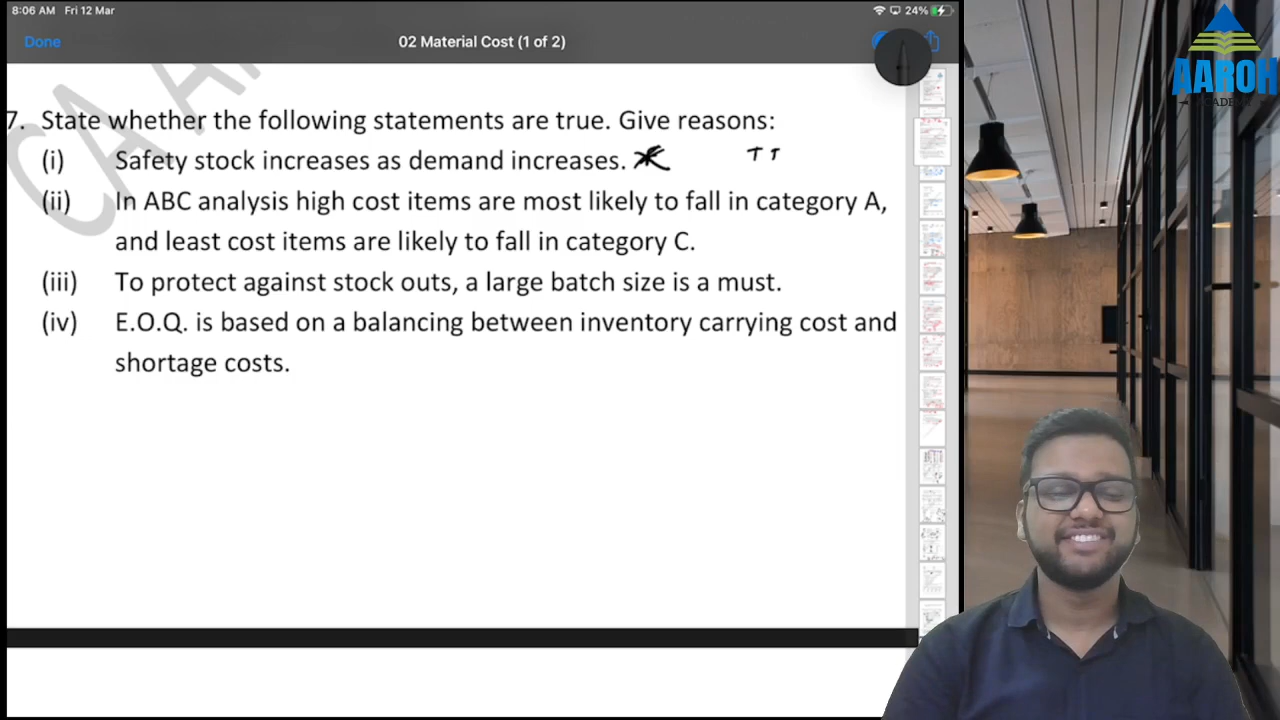 8:06 AM Fri 12 Mar
24%
Done
02 Material Cost (1 of 2)
AAROH
ACADEMY
CA A
7. State whether the following statements are true. Give reasons:
(i) Safety stock increases as demand increases.
(ii) In ABC analysis high cost items are most likely to fall in category A,
and least cost items are likely to fall in category C.
(iii) To protect against stock outs, a large batch size is a must.
(iv) E.O.Q. is based on a balancing between inventory carrying cost and
shortage costs.